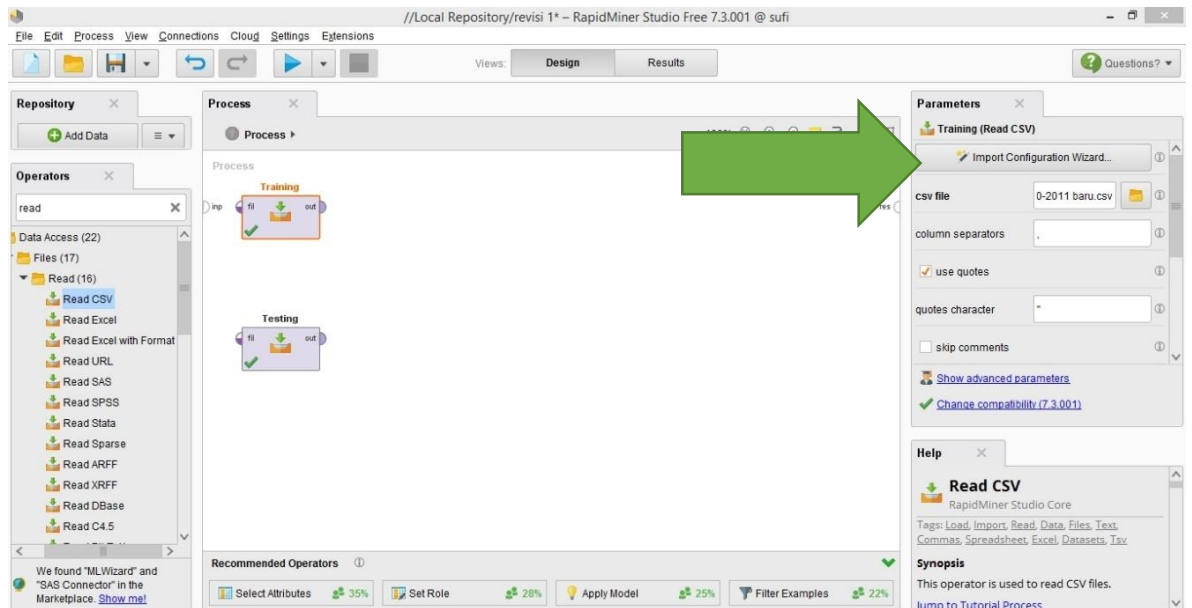 //Local Repository/revisi 1* – RapidMiner Studio Free 7.3.001 @ sufi
File Edit Process View Connections Cloud Settings Extensions
Views: Design Results Questions?
Repository
Add Data
Operators
read
Data Access (22)
Files (17)
Read (16)
Read CSV
Read Excel
Read Excel with Format
Read URL
Read SAS
Read SPSS
Read Stata
Read Sparse
Read ARFF
Read XRFF
Read DBase
Read C4.5
We found "MLWizard" and
"SAS Connector" in the
Marketplace. Show me!
Process
Process
Process
Training
inp fil out res
Testing
fil out
Recommended Operators
Select Attributes 35% Set Role 28% Apply Model 25% Filter Examples 22%
Parameters
Training (Read CSV)
Import Configuration Wizard...
csv file 0-2011 baru.csv
column separators ,
use quotes
quotes character "
skip comments
Show advanced parameters
Change compatibility (7.3.001)
Help
Read CSV
RapidMiner Studio Core
Tags: Load, Import, Read, Data, Files, Text,
Commas, Spreadsheet, Excel, Datasets, Tsv
Synopsis
This operator is used to read CSV files.
Jump to Tutorial Process